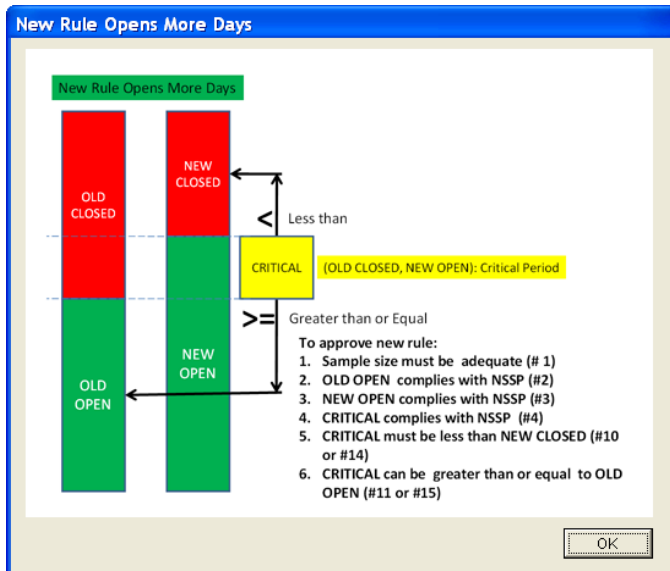 New Rule Opens More Days
New Rule Opens More Days
NEW
CLOSED
OLD
CLOSED
< Less than
CRITICAL
(OLD CLOSED, NEW OPEN): Critical Period
>= Greater than or Equal
NEW
OPEN
OLD
OPEN
To approve new rule:
1. Sample size must be adequate (# 1)
2. OLD OPEN complies with NSSP (#2)
3. NEW OPEN complies with NSSP (#3)
4. CRITICAL complies with NSSP (#4)
5. CRITICAL must be less than NEW CLOSED (#10
or #14)
6. CRITICAL can be greater than or equal to OLD
OPEN (#11 or #15)
OK